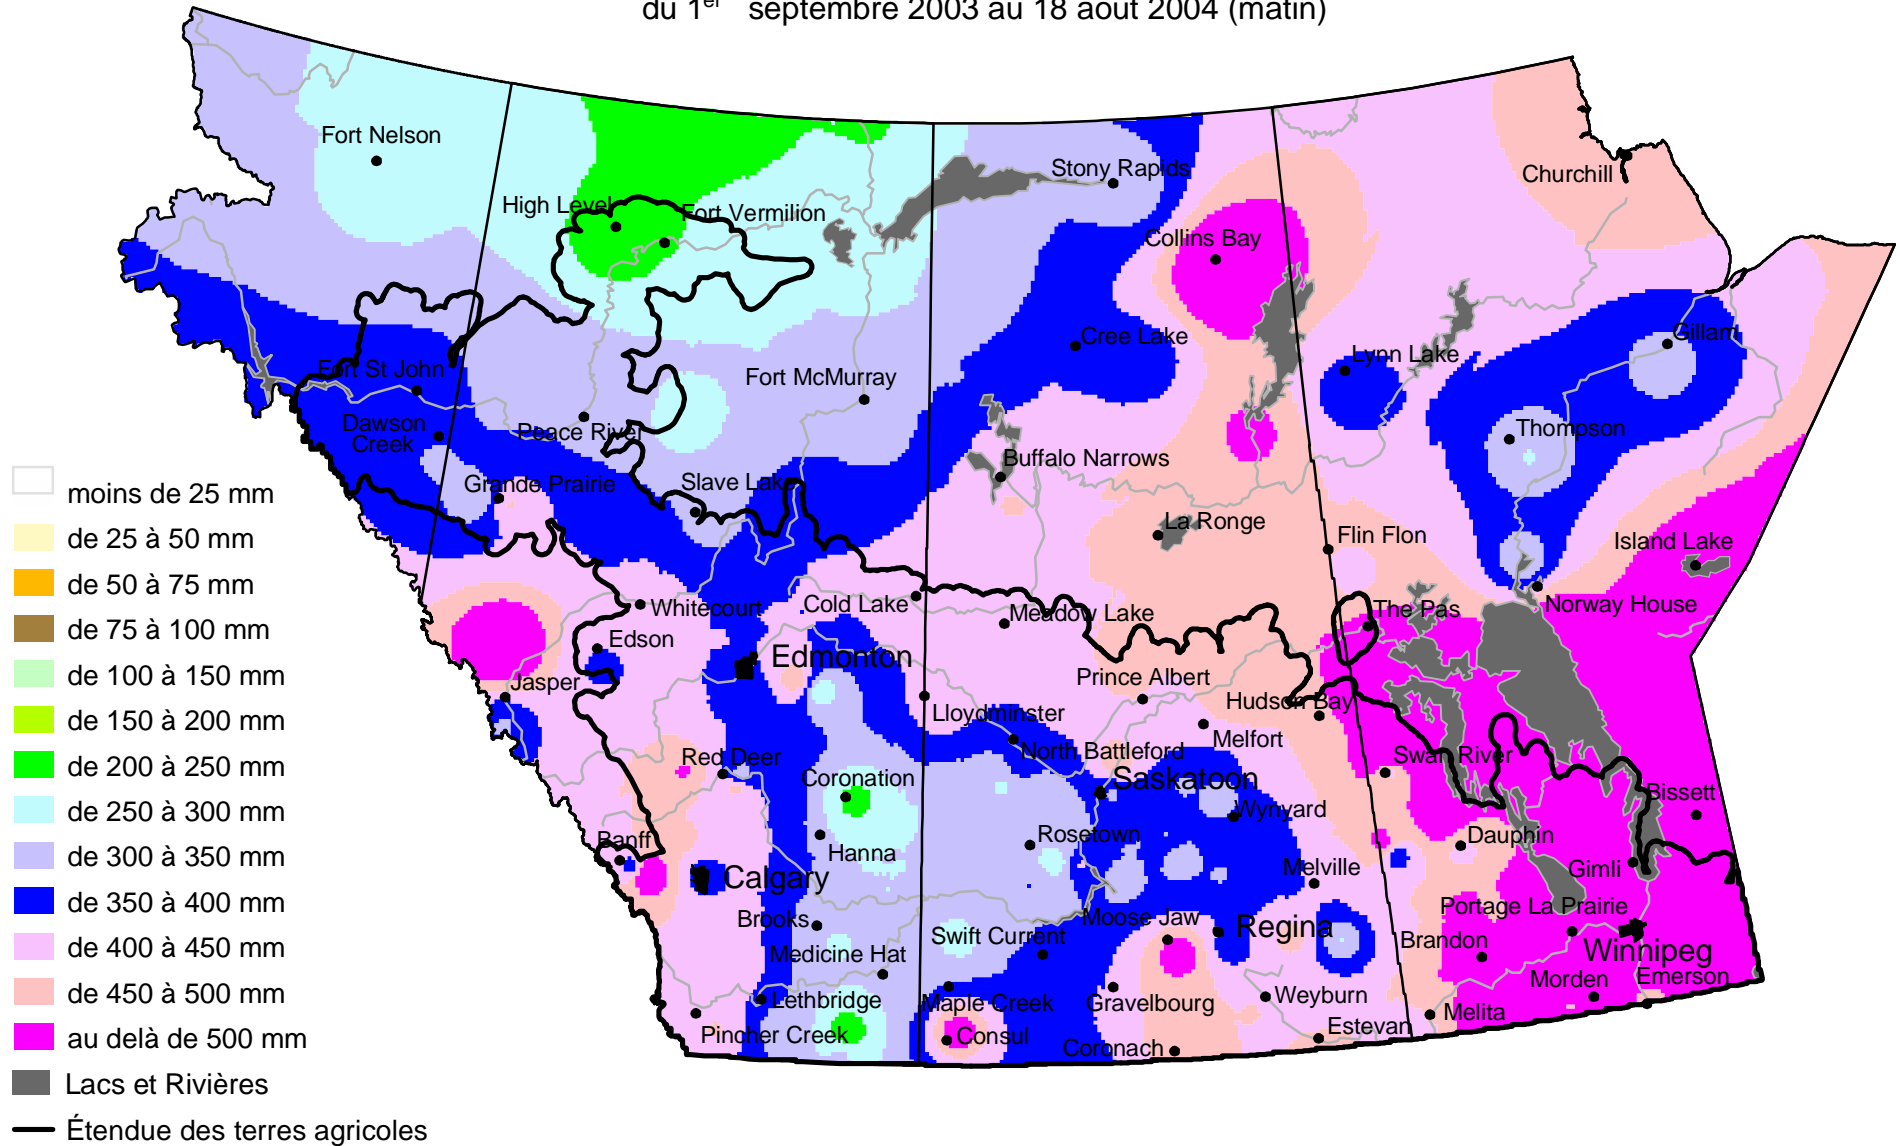 du 1er septembre 2003 au 18 aout 2004 (matin)
Fort Nelson
High Level
Fort Vermilion
Stony Rapids
Churchill
Collins Bay
Cree Lake
Lynn Lake
Gillam
Fort St John
Fort McMurray
Dawson
Creek
Peace River
Thompson
Buffalo Narrows
Grande Prairie
Slave Lake
La Ronge
Flin Flon
Island Lake
Whitecourt
Cold Lake
Meadow Lake
The Pas
Norway House
Edson
Edmonton
Jasper
Prince Albert
Hudson Bay
Lloydminster
North Battleford
Melfort
Swan River
Red Deer
Coronation
Saskatoon
Wynyard
Bissett
Banff
Hanna
Rosetown
Dauphin
Gimli
Calgary
Melville
Brooks
Moose Jaw
Regina
Portage La Prairie
Swift Current
Brandon
Winnipeg
Medicine Hat
Morden
Emerson
Lethbridge
Maple Creek
Gravelbourg
Weyburn
Melita
Pincher Creek
Consul
Coronach
Estevan
moins de 25 mm
de 25 à 50 mm
de 50 à 75 mm
de 75 à 100 mm
de 100 à 150 mm
de 150 à 200 mm
de 200 à 250 mm
de 250 à 300 mm
de 300 à 350 mm
de 350 à 400 mm
de 400 à 450 mm
de 450 à 500 mm
au delà de 500 mm
Lacs et Rivières
Étendue des terres agricoles